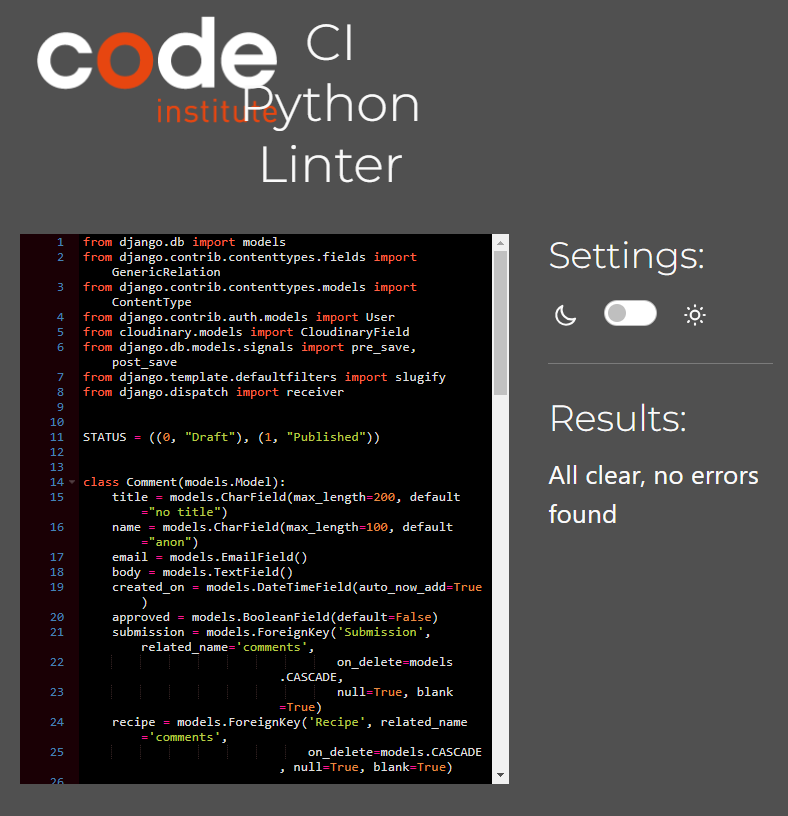 code
institute
CI
Python
Linter
1 from django.db import models
2 from django.contrib.contenttypes.fields import
GenericRelation
3 from django.contrib.contenttypes.models import
ContentType
4 from django.contrib.auth.models import User
5 from cloudinary.models import CloudinaryField
6 from django.db.models.signals import pre_save,
post_save
7 from django.template.defaultfilters import slugify
8 from django.dispatch import receiver
9
10
11 STATUS = ((0, "Draft"), (1, "Published"))
12
13
14 class Comment(models.Model):
15 title = models.CharField(max_length=200, default
="no title")
16 name = models.CharField(max_length=100, default
="anon")
17 email = models.EmailField()
18 body = models.TextField()
19 created_on = models.DateTimeField(auto_now_add=True
)
20 approved = models.BooleanField(default=False)
21 submission = models.ForeignKey('Submission',
related_name='comments',
22 on_delete=models
.CASCADE,
23 null=True, blank
=True)
24 recipe = models.ForeignKey('Recipe', related_name
='comments',
25 on_delete=models.CASCADE
, null=True, blank=True)
26
Settings:
Results:
All clear, no errors
found